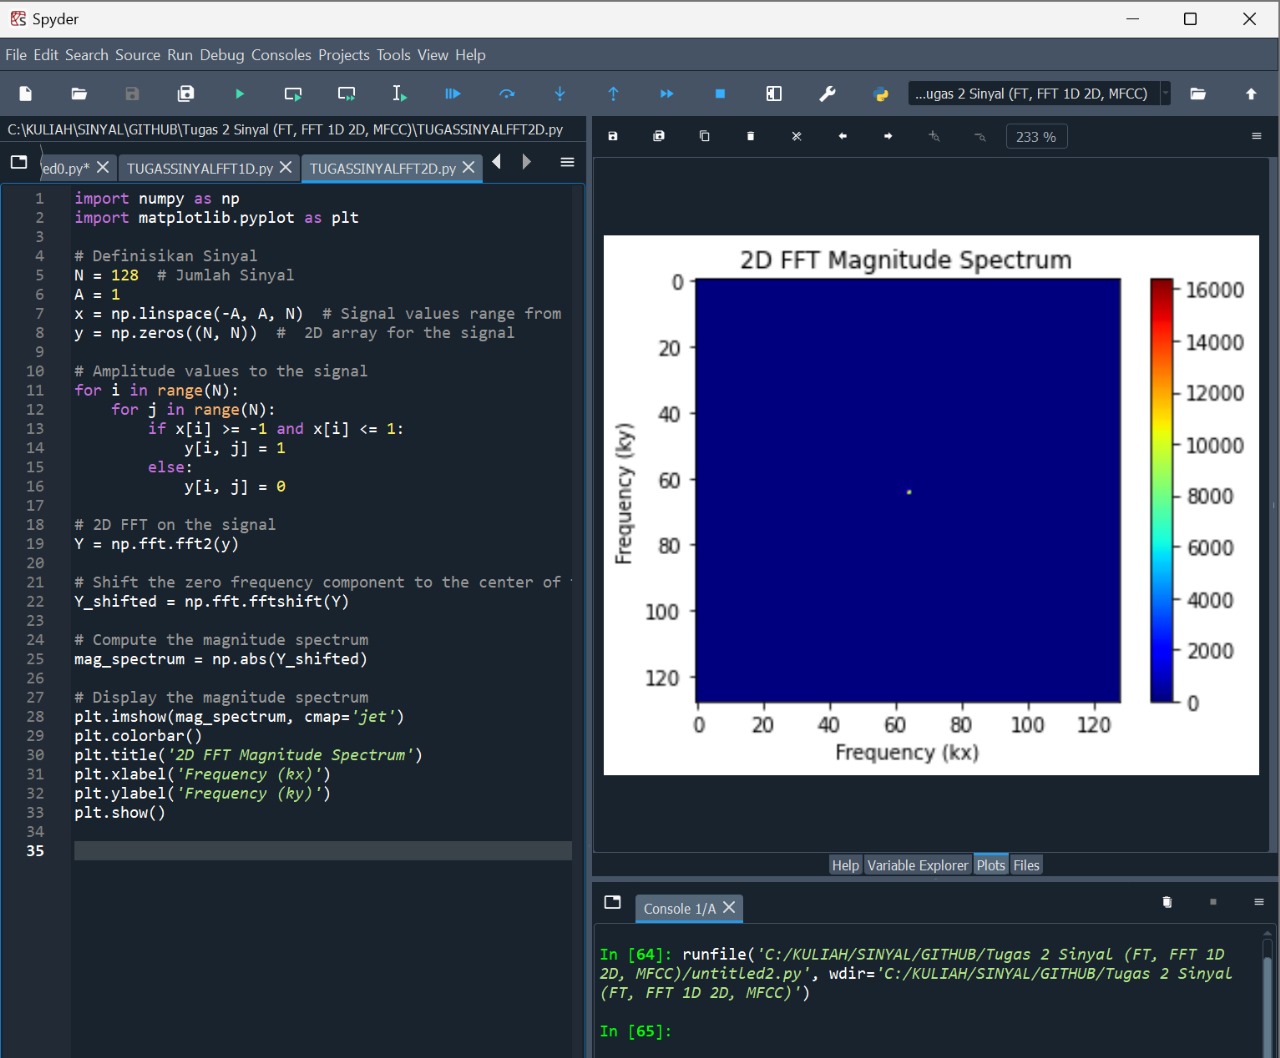 Spyder
File Edit Search Source Run Debug Consoles Projects Tools View Help
...ugas 2 Sinyal (FT, FFT 1D 2D, MFCC)
C:\KULIAH\SINYAL\GITHUB\Tugas 2 Sinyal (FT, FFT 1D 2D, MFCC)\TUGASSINYALFFT2D.py
ed0.py* TUGASSINYALFFT1D.py TUGASSINYALFFT2D.py
1 import numpy as np
2 import matplotlib.pyplot as plt
3
4 # Definisikan Sinyal
5 N = 128  # Jumlah Sinyal
6 A = 1
7 x = np.linspace(-A, A, N)  # Signal values range from
8 y = np.zeros((N, N))  #  2D array for the signal
9
10 # Amplitude values to the signal
11 for i in range(N):
12     for j in range(N):
13         if x[i] >= -1 and x[i] <= 1:
14             y[i, j] = 1
15         else:
16             y[i, j] = 0
17
18 # 2D FFT on the signal
19 Y = np.fft.fft2(y)
20
21 # Shift the zero frequency component to the center of
22 Y_shifted = np.fft.fftshift(Y)
23
24 # Compute the magnitude spectrum
25 mag_spectrum = np.abs(Y_shifted)
26
27 # Display the magnitude spectrum
28 plt.imshow(mag_spectrum, cmap='jet')
29 plt.colorbar()
30 plt.title('2D FFT Magnitude Spectrum')
31 plt.xlabel('Frequency (kx)')
32 plt.ylabel('Frequency (ky)')
33 plt.show()
34
35
233 %
2D FFT Magnitude Spectrum
Frequency (ky)
0
20
40
60
80
100
120
0 20 40 60 80 100 120
Frequency (kx)
16000
14000
12000
10000
8000
6000
4000
2000
0
Help Variable Explorer Plots Files
Console 1/A
In [64]: runfile('C:/KULIAH/SINYAL/GITHUB/Tugas 2 Sinyal (FT, FFT 1D
2D, MFCC)/untitled2.py', wdir='C:/KULIAH/SINYAL/GITHUB/Tugas 2 Sinyal
(FT, FFT 1D 2D, MFCC)')
In [65]: